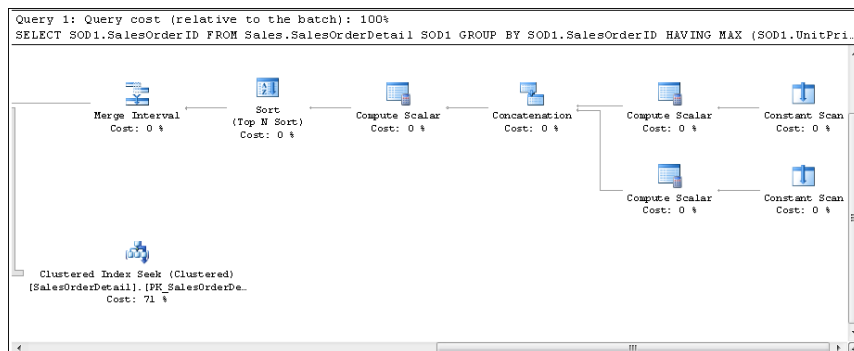 Query 1: Query cost (relative to the batch): 100%
SELECT SOD1.SalesOrderID FROM Sales.SalesOrderDetail SOD1 GROUP BY SOD1.SalesOrderID HAVING MAX (SOD1.UnitPri…
Merge Interval
Cost: 0 %
Sort
(Top N Sort)
Cost: 0 %
Compute Scalar
Cost: 0 %
Concatenation
Cost: 0 %
Compute Scalar
Cost: 0 %
Constant Scan
Cost: 0 %
Compute Scalar
Cost: 0 %
Constant Scan
Cost: 0 %
Clustered Index Seek (Clustered)
[SalesOrderDetail].[PK_SalesOrderDe…
Cost: 71 %